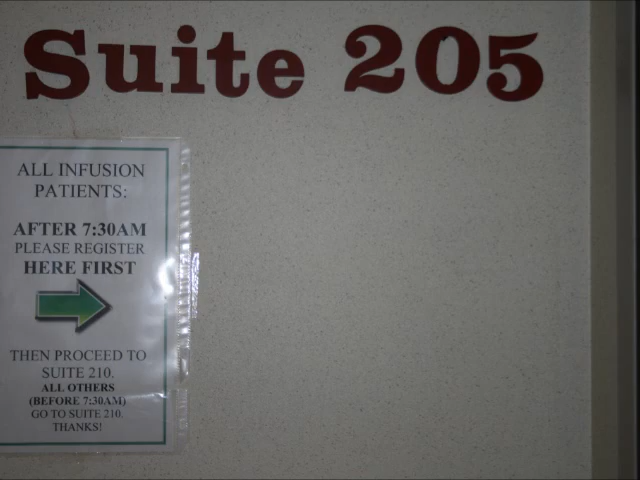 Suite 205
ALL INFUSION
PATIENTS:
AFTER 7:30AM
PLEASE REGISTER
HERE FIRST
THEN PROCEED TO
SUITE 210.
ALL OTHERS
(BEFORE 7:30AM)
GO TO SUITE 210.
THANKS!